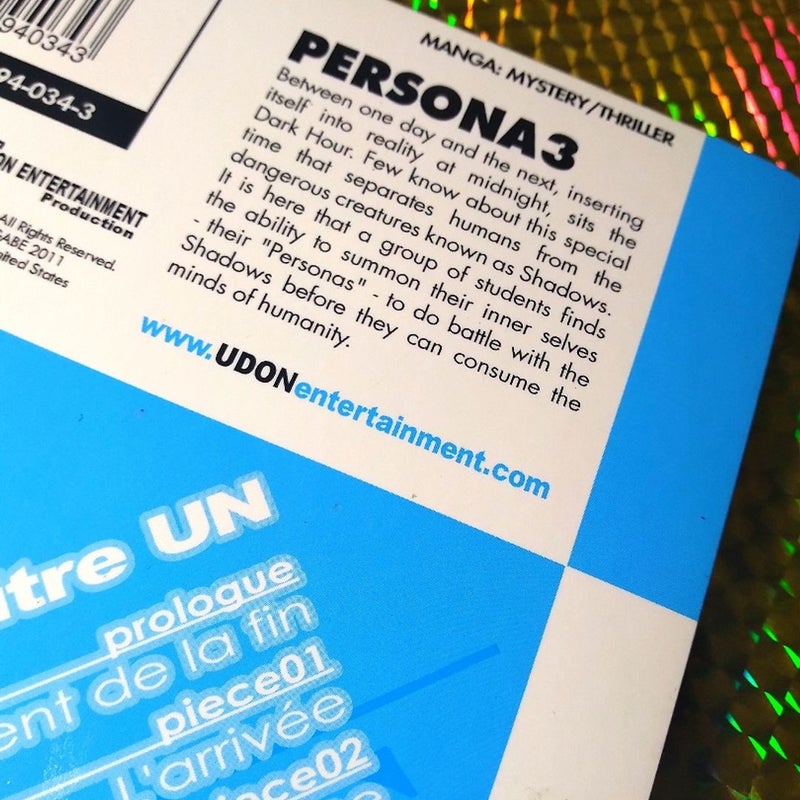 940343
94-034-3
MANGA: MYSTERY/THRILLER
PERSONA3
Between one day and the next, inserting
itself into reality at midnight, sits the
Dark Hour. Few know about this special
time that separates humans from the
dangerous creatures known as Shadows.
It is here that a group of students finds
the ability to summon their inner selves
- their "Personas" - to do battle with the
Shadows before they can consume the
minds of humanity.
www.UDONentertainment.com
ON ENTERTAINMENT
Production
All Rights Reserved.
2011
United States
UN
prologue
de la fin
piece01
L'arrivée
piece02